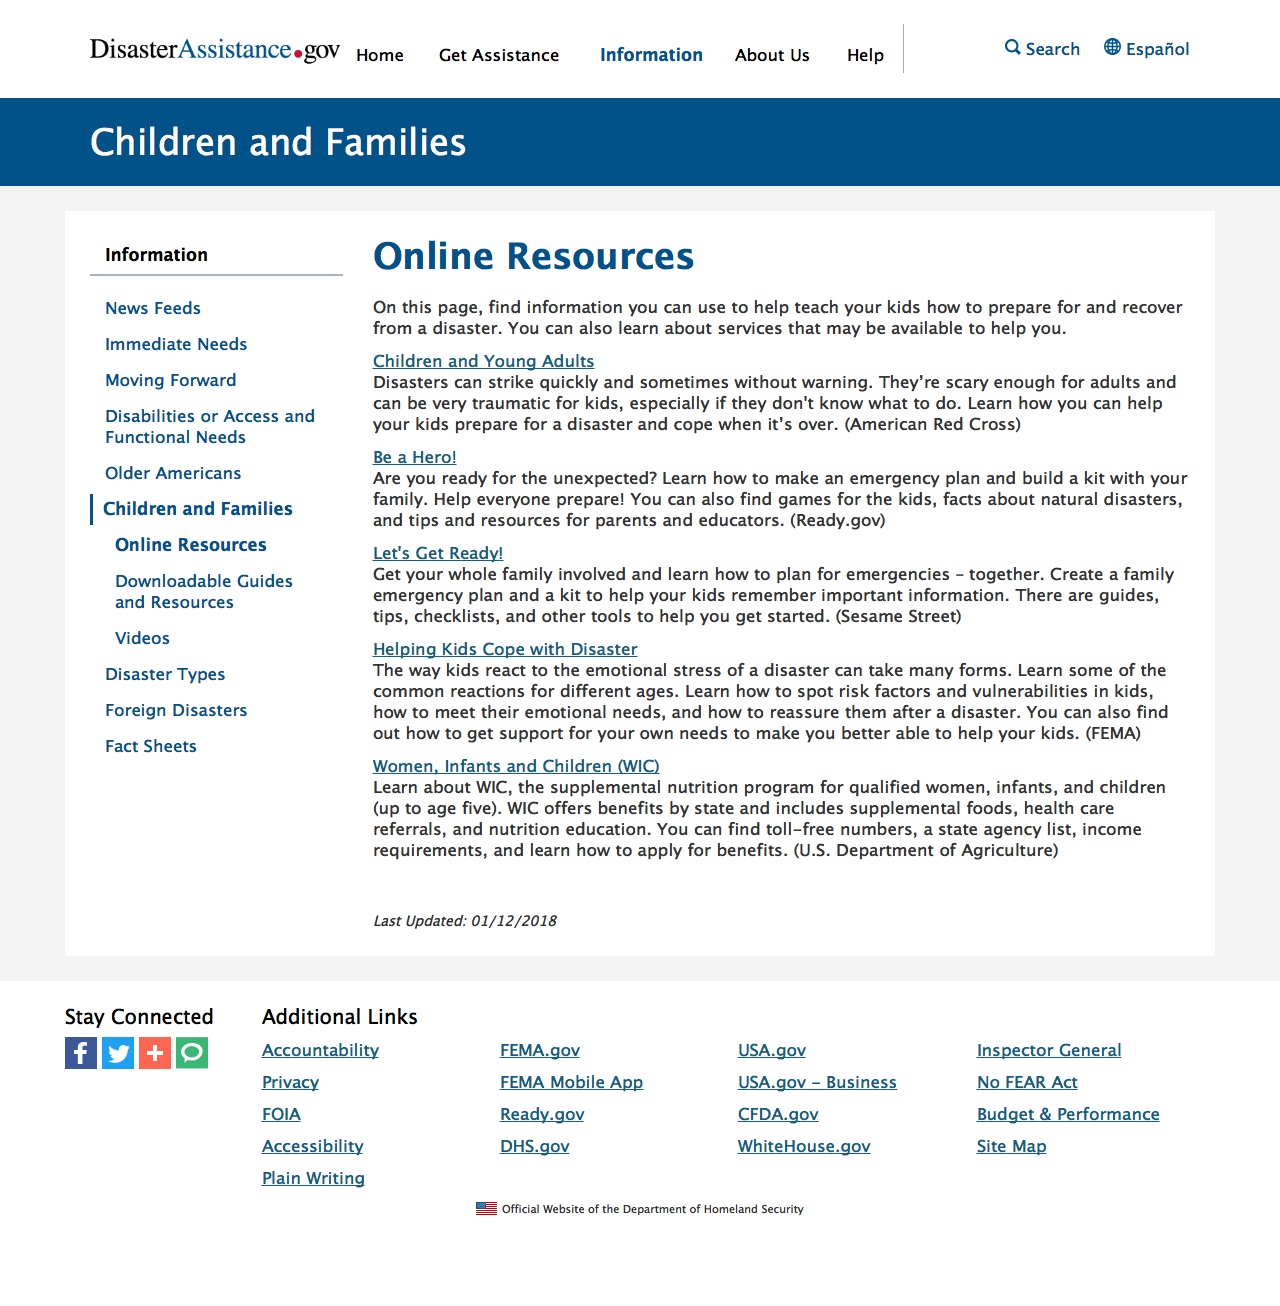 DisasterAssistance.gov
Home
Get Assistance
Information
About Us
Help
Search
Español
Children and Families
Information
News Feeds
Immediate Needs
Moving Forward
Disabilities or Access and
Functional Needs
Older Americans
Children and Families
Online Resources
Downloadable Guides
and Resources
Videos
Disaster Types
Foreign Disasters
Fact Sheets
Online Resources
On this page, find information you can use to help teach your kids how to prepare for and recover
from a disaster. You can also learn about services that may be available to help you.
Children and Young Adults
Disasters can strike quickly and sometimes without warning. They’re scary enough for adults and
can be very traumatic for kids, especially if they don't know what to do. Learn how you can help
your kids prepare for a disaster and cope when it’s over. (American Red Cross)
Be a Hero!
Are you ready for the unexpected? Learn how to make an emergency plan and build a kit with your
family. Help everyone prepare! You can also find games for the kids, facts about natural disasters,
and tips and resources for parents and educators. (Ready.gov)
Let's Get Ready!
Get your whole family involved and learn how to plan for emergencies – together. Create a family
emergency plan and a kit to help your kids remember important information. There are guides,
tips, checklists, and other tools to help you get started. (Sesame Street)
Helping Kids Cope with Disaster
The way kids react to the emotional stress of a disaster can take many forms. Learn some of the
common reactions for different ages. Learn how to spot risk factors and vulnerabilities in kids,
how to meet their emotional needs, and how to reassure them after a disaster. You can also find
out how to get support for your own needs to make you better able to help your kids. (FEMA)
Women, Infants and Children (WIC)
Learn about WIC, the supplemental nutrition program for qualified women, infants, and children
(up to age five). WIC offers benefits by state and includes supplemental foods, health care
referrals, and nutrition education. You can find toll-free numbers, a state agency list, income
requirements, and learn how to apply for benefits. (U.S. Department of Agriculture)
Last Updated: 01/12/2018
Stay Connected
Additional Links
Accountability
Privacy
FOIA
Accessibility
Plain Writing
FEMA.gov
FEMA Mobile App
Ready.gov
DHS.gov
USA.gov
USA.gov - Business
CFDA.gov
WhiteHouse.gov
Inspector General
No FEAR Act
Budget & Performance
Site Map
Official Website of the Department of Homeland Security